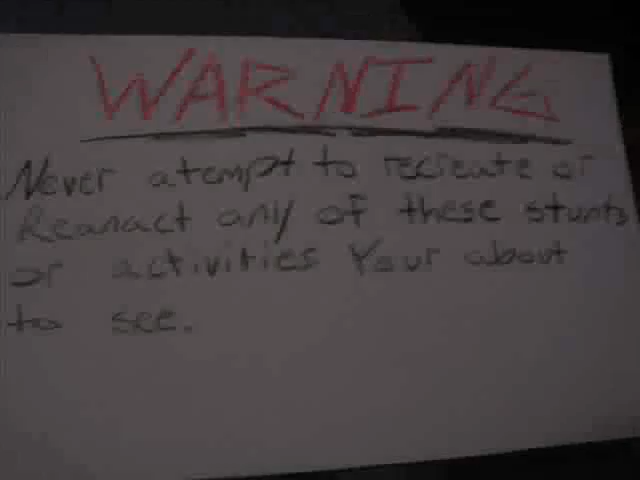 WARNING
Never atempt to recreate or
Reanact any of these stunts
or activities Your about
to see.